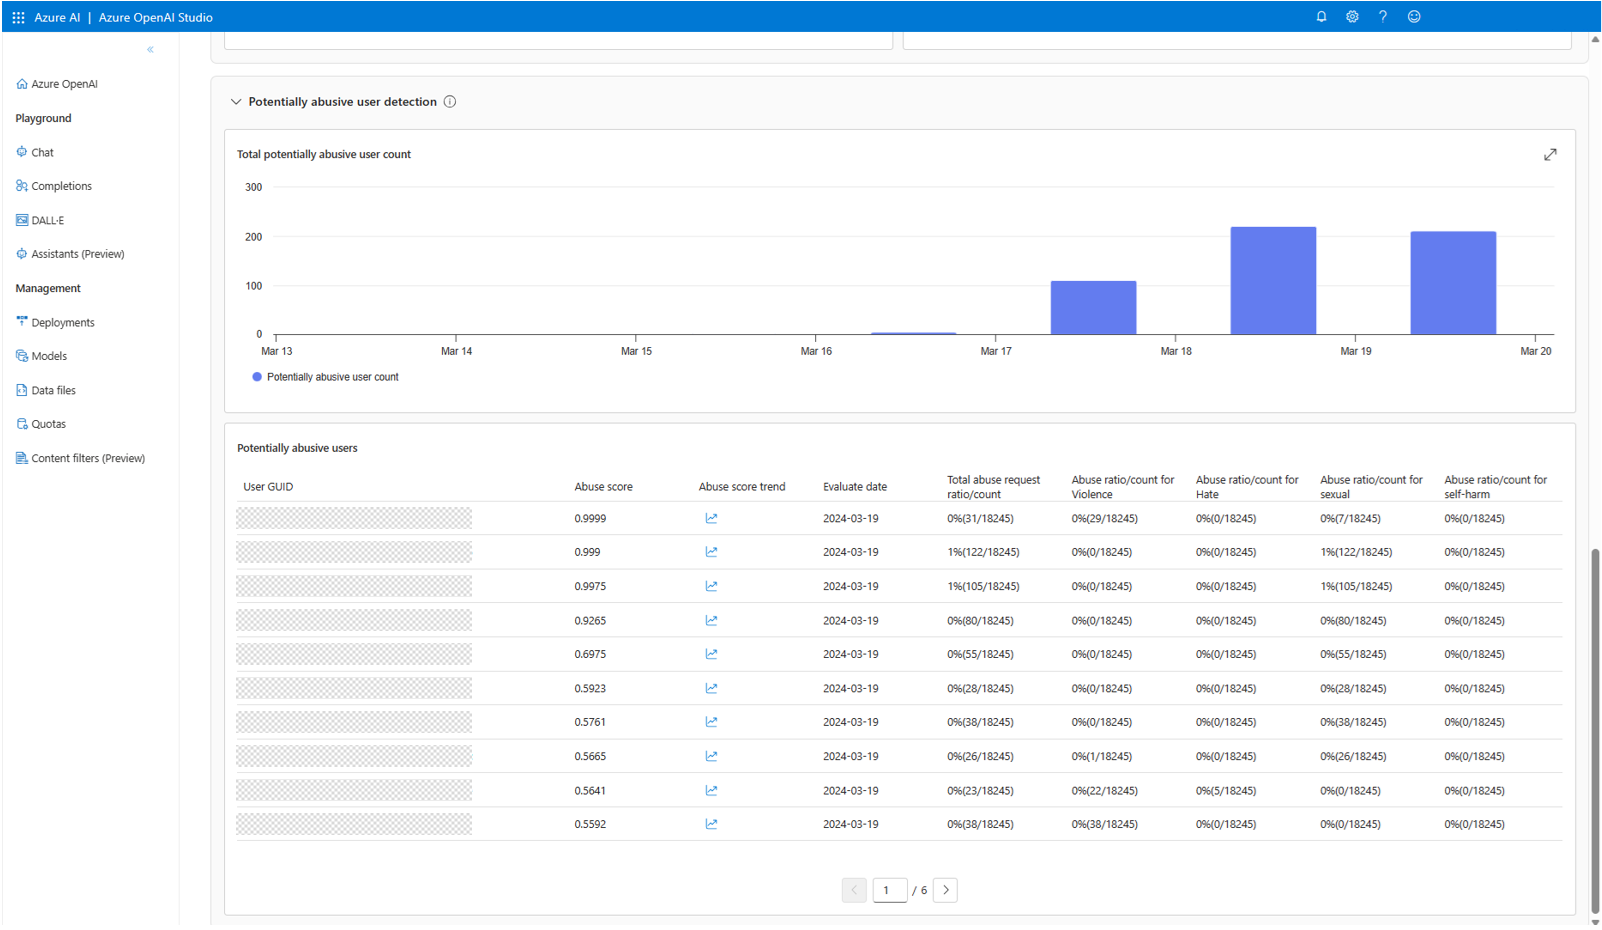 Azure AI | Azure OpenAI Studio
Azure OpenAI
Playground
Chat
Completions
DALL·E
Assistants (Preview)
Management
Deployments
Models
Data files
Quotas
Content filters (Preview)
Potentially abusive user detection
Total potentially abusive user count
300
200
100
0
Mar 13 Mar 14 Mar 15 Mar 16 Mar 17 Mar 18 Mar 19 Mar 20
Potentially abusive user count
Potentially abusive users
User GUID Abuse score Abuse score trend Evaluate date Total abuse request ratio/count Abuse ratio/count for Violence Abuse ratio/count for Hate Abuse ratio/count for sexual Abuse ratio/count for self-harm
0.9999 2024-03-19 0%(31/18245) 0%(29/18245) 0%(0/18245) 0%(7/18245) 0%(0/18245)
0.999 2024-03-19 1%(122/18245) 0%(0/18245) 0%(0/18245) 1%(122/18245) 0%(0/18245)
0.9975 2024-03-19 1%(105/18245) 0%(0/18245) 0%(0/18245) 1%(105/18245) 0%(0/18245)
0.9265 2024-03-19 0%(80/18245) 0%(0/18245) 0%(0/18245) 0%(80/18245) 0%(0/18245)
0.6975 2024-03-19 0%(55/18245) 0%(0/18245) 0%(0/18245) 0%(55/18245) 0%(0/18245)
0.5923 2024-03-19 0%(28/18245) 0%(0/18245) 0%(0/18245) 0%(28/18245) 0%(0/18245)
0.5761 2024-03-19 0%(38/18245) 0%(0/18245) 0%(0/18245) 0%(38/18245) 0%(0/18245)
0.5665 2024-03-19 0%(26/18245) 0%(1/18245) 0%(0/18245) 0%(26/18245) 0%(0/18245)
0.5641 2024-03-19 0%(23/18245) 0%(22/18245) 0%(5/18245) 0%(0/18245) 0%(0/18245)
0.5592 2024-03-19 0%(38/18245) 0%(38/18245) 0%(0/18245) 0%(0/18245) 0%(0/18245)
1 / 6